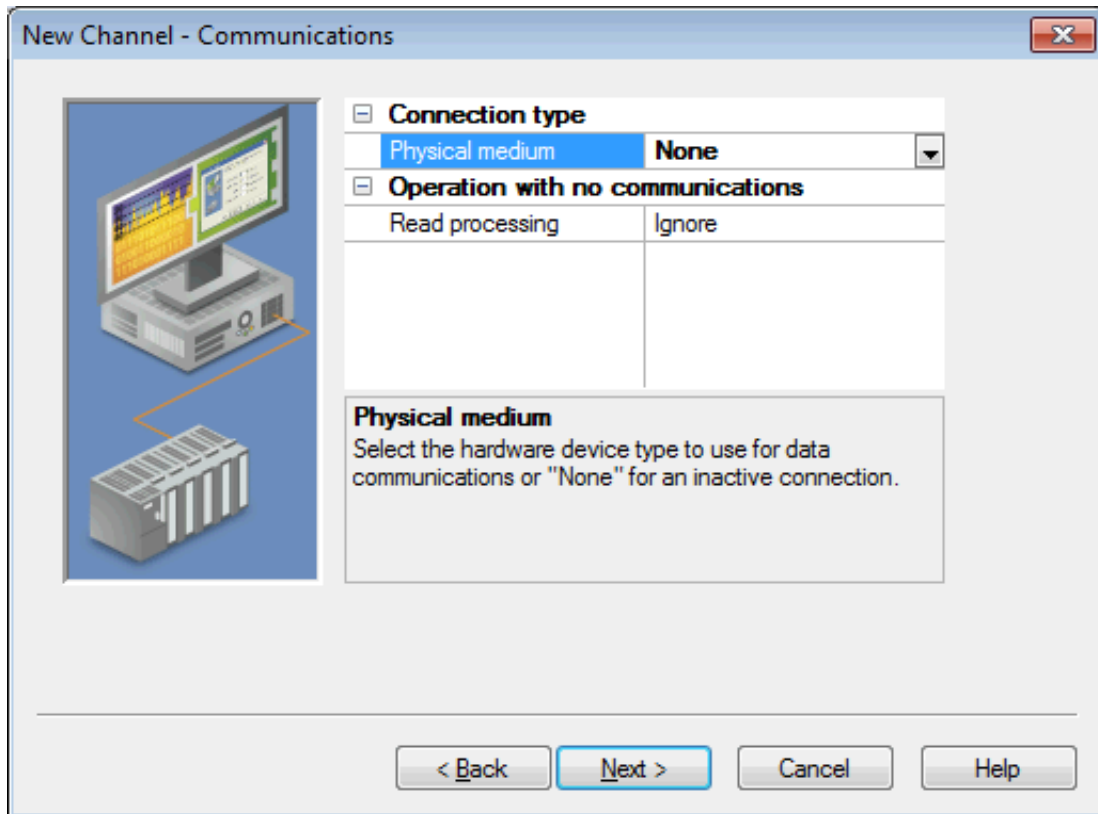 New Channel - Communications
Connection type
Physical medium None
Operation with no communications
Read processing Ignore
Physical medium
Select the hardware device type to use for data
communications or "None" for an inactive connection.
< Back Next > Cancel Help